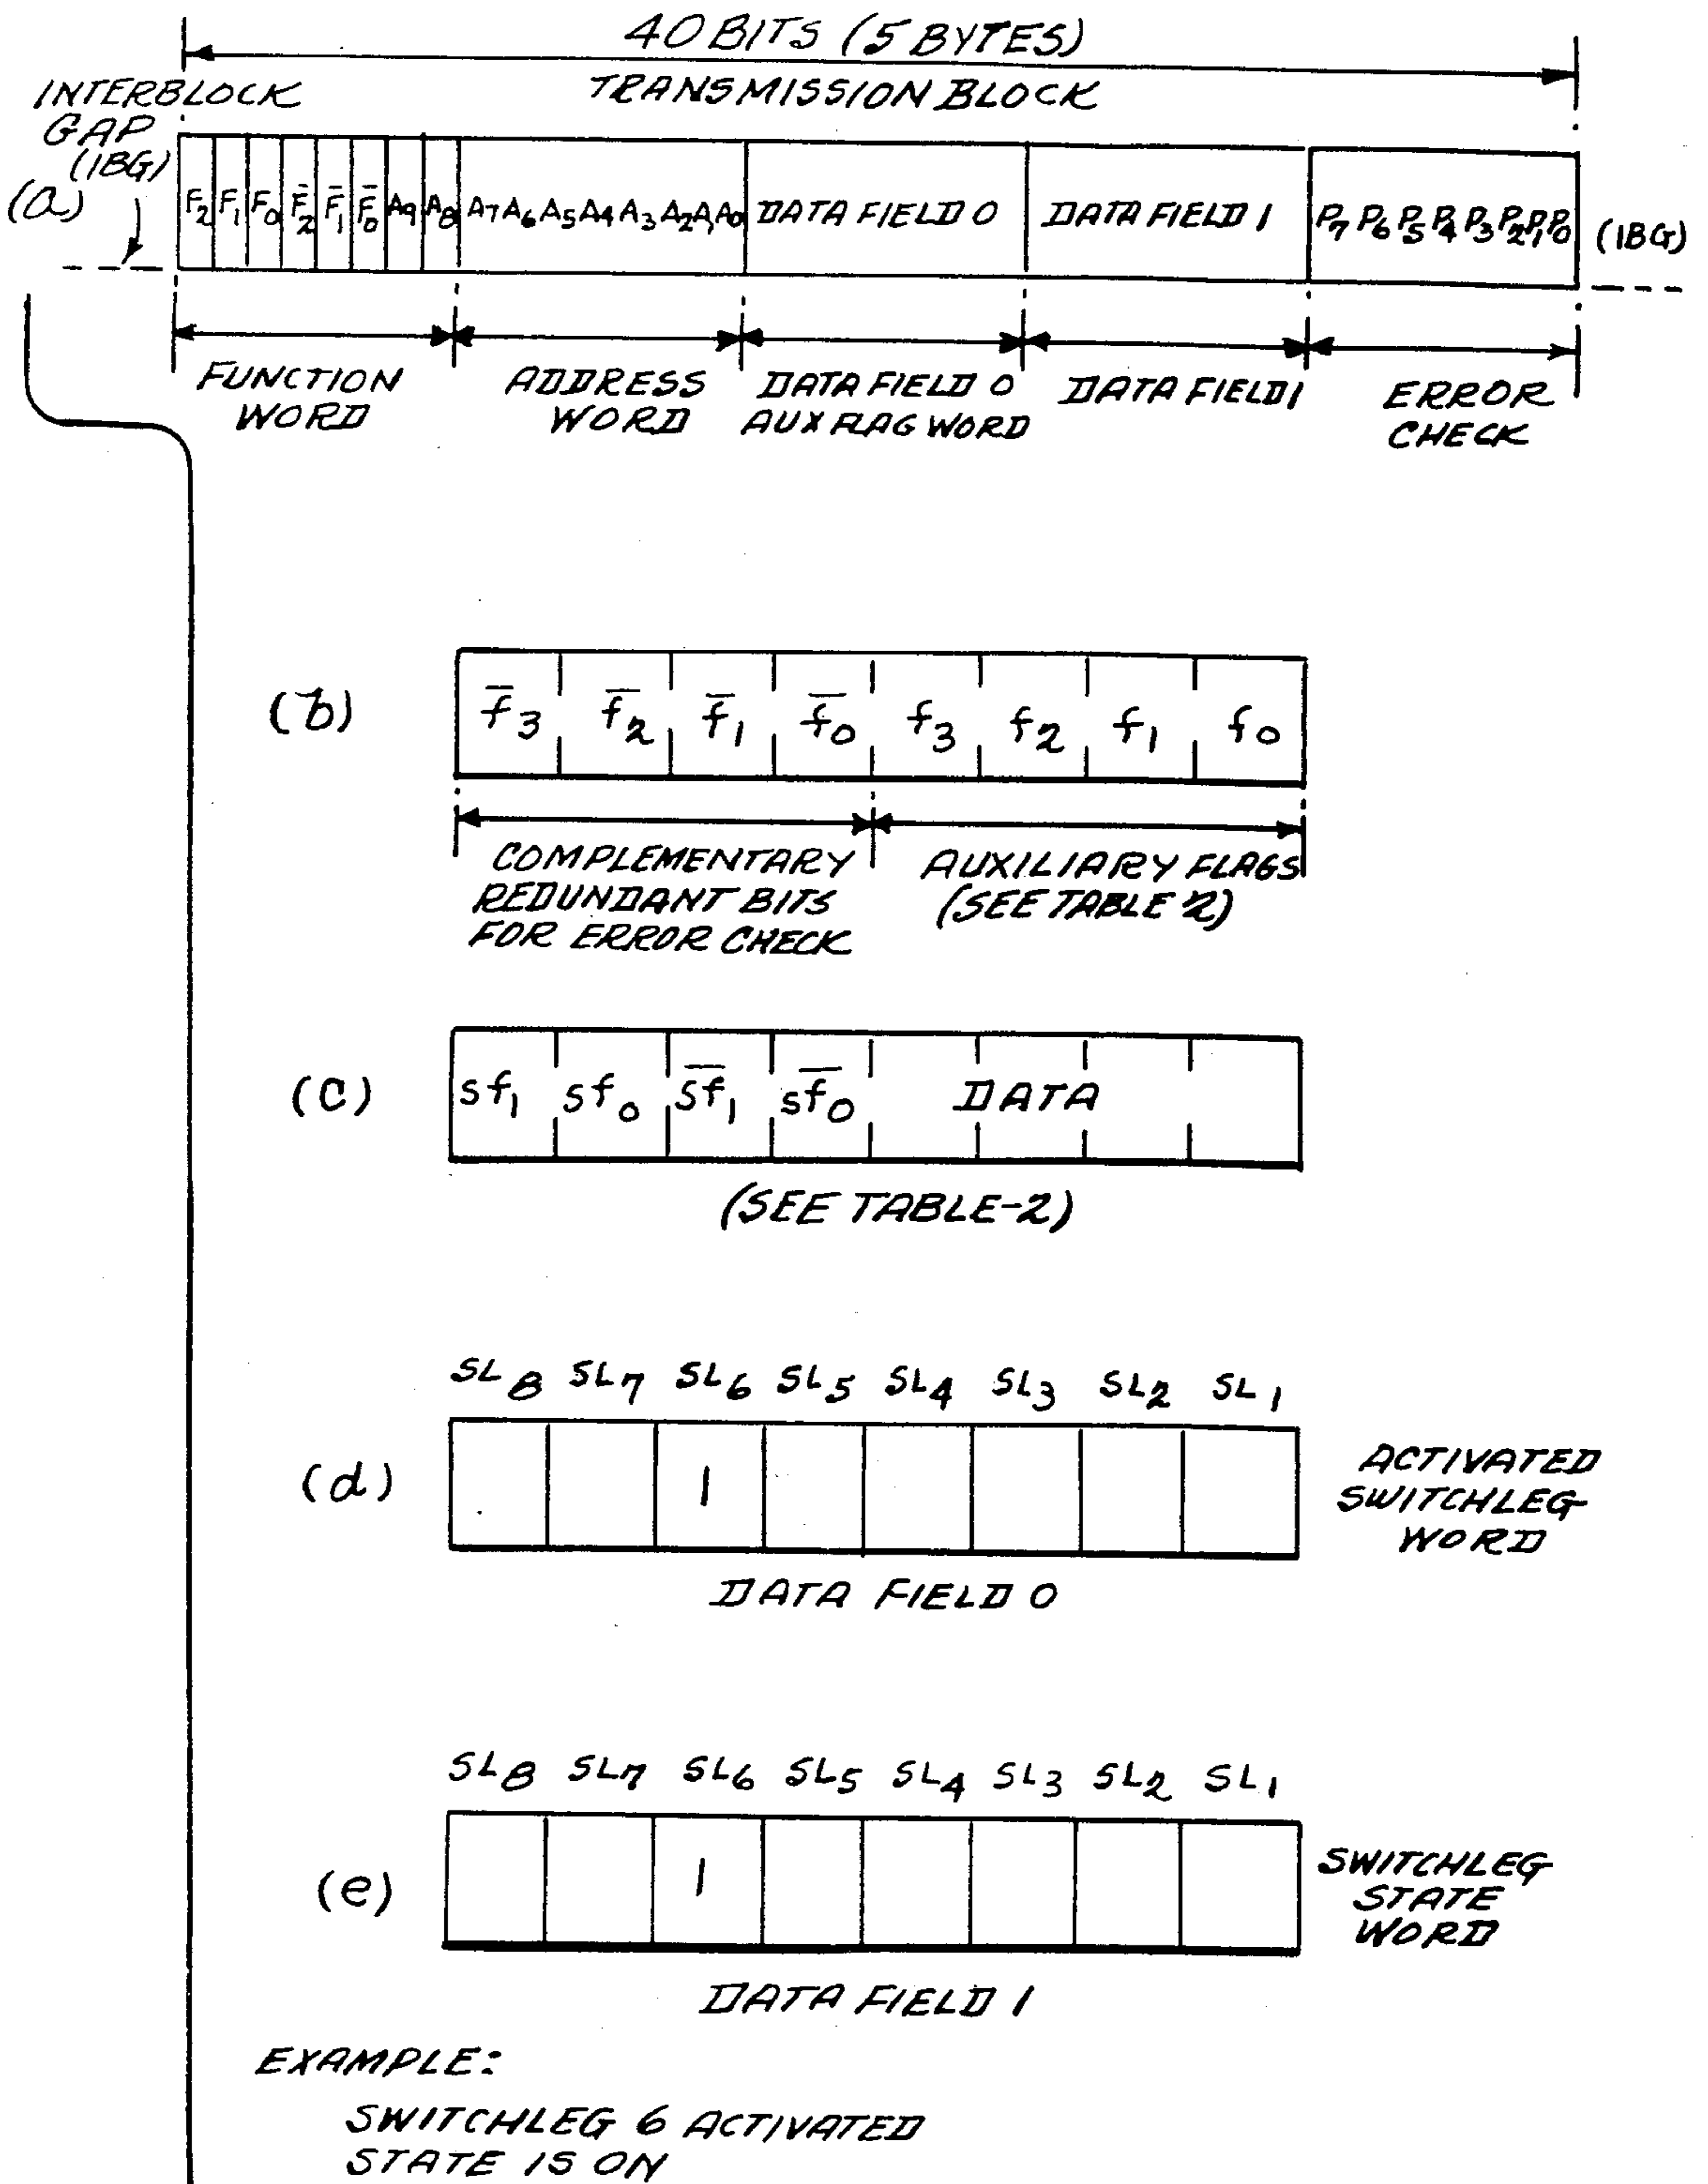 40 BITS (5 BYTES)
TRANSMISSION BLOCK
INTERBLOCK
GAP
(IBG)
(a)
F₂ F₁ F₀ F̄₂ F̄₁ F̄₀ A₉ A₈ A₇ A₆ A₅ A₄ A₃ A₂ A₁ A₀ DATA FIELD 0 DATA FIELD 1 P₇ P₆ P₅ P₄ P₃ P₂ P₁ P₀ (IBG)
FUNCTION WORD
ADDRESS WORD
DATA FIELD 0
AUX FLAG WORD
DATA FIELD 1
ERROR CHECK
(b)
f̄₃ f̄₂ f̄₁ f̄₀ f₃ f₂ f₁ f₀
COMPLEMENTARY
REDUNDANT BITS
FOR ERROR CHECK
AUXILIARY FLAGS
(SEE TABLE 2)
(c)
sf₁ sf₀ s̄f̄₁ s̄f̄₀ DATA
(SEE TABLE-2)
SL₈ SL₇ SL₆ SL₅ SL₄ SL₃ SL₂ SL₁
(d)
1
ACTIVATED
SWITCHLEG
WORD
DATA FIELD 0
SL₈ SL₇ SL₆ SL₅ SL₄ SL₃ SL₂ SL₁
(e)
1
SWITCHLEG
STATE
WORD
DATA FIELD 1
EXAMPLE:
SWITCHLEG 6 ACTIVATED
STATE IS ON